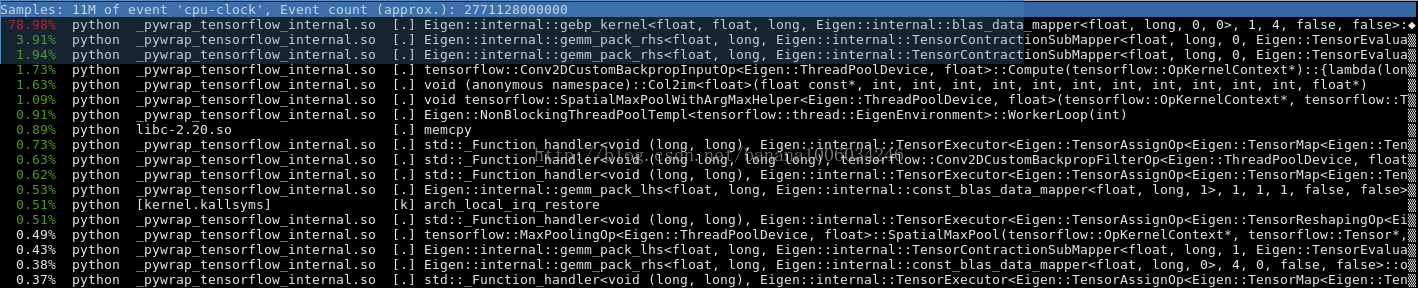 Samples: 11M of event 'cpu-clock', Event count (approx.): 2771128000000
78.98% python _pywrap_tensorflow_internal.so [.] Eigen::internal::gebp_kernel<float, float, long, Eigen::internal::blas_data_mapper<float, long, 0, 0>, 1, 4, false, false>::
3.91% python _pywrap_tensorflow_internal.so [.] Eigen::internal::gemm_pack_rhs<float, long, Eigen::internal::TensorContractionSubMapper<float, long, 0, Eigen::TensorEvalua
1.94% python _pywrap_tensorflow_internal.so [.] Eigen::internal::gemm_pack_rhs<float, long, Eigen::internal::TensorContractionSubMapper<float, long, 0, Eigen::TensorEvalua
1.73% python _pywrap_tensorflow_internal.so [.] tensorflow::Conv2DCustomBackpropInputOp<Eigen::ThreadPoolDevice, float>::Compute(tensorflow::OpKernelContext*)::{lambda(lon
1.63% python _pywrap_tensorflow_internal.so [.] void (anonymous namespace)::Col2im<float>(float const*, int, int, int, int, int, int, int, int, int, int, int, float*)
1.09% python _pywrap_tensorflow_internal.so [.] void tensorflow::SpatialMaxPoolWithArgMaxHelper<Eigen::ThreadPoolDevice, float>(tensorflow::OpKernelContext*, tensorflow::T
0.91% python _pywrap_tensorflow_internal.so [.] Eigen::NonBlockingThreadPoolTempl<tensorflow::thread::EigenEnvironment>::WorkerLoop(int)
0.89% python libc-2.20.so [.] memcpy
0.73% python _pywrap_tensorflow_internal.so [.] std::_Function_handler<void (long, long), Eigen::internal::TensorExecutor<Eigen::TensorAssignOp<Eigen::TensorMap<Eigen::Ten
0.63% python _pywrap_tensorflow_internal.so [.] std::_Function_handler<void (long, long), tensorflow::Conv2DCustomBackpropFilterOp<Eigen::ThreadPoolDevice, float
0.62% python _pywrap_tensorflow_internal.so [.] std::_Function_handler<void (long, long), Eigen::internal::TensorExecutor<Eigen::TensorAssignOp<Eigen::TensorMap<Eigen::Ten
0.53% python _pywrap_tensorflow_internal.so [.] Eigen::internal::gemm_pack_lhs<float, long, Eigen::internal::const_blas_data_mapper<float, long, 1>, 1, 1, 1, false, false>
0.51% python [kernel.kallsyms] [k] arch_local_irq_restore
0.51% python _pywrap_tensorflow_internal.so [.] std::_Function_handler<void (long, long), Eigen::internal::TensorExecutor<Eigen::TensorAssignOp<Eigen::TensorReshapingOp<Ei
0.49% python _pywrap_tensorflow_internal.so [.] tensorflow::MaxPoolingOp<Eigen::ThreadPoolDevice, float>::SpatialMaxPool(tensorflow::OpKernelContext*, tensorflow::Tensor*,
0.43% python _pywrap_tensorflow_internal.so [.] Eigen::internal::gemm_pack_lhs<float, long, Eigen::internal::TensorContractionSubMapper<float, long, 1, Eigen::TensorEvalua
0.38% python _pywrap_tensorflow_internal.so [.] Eigen::internal::gemm_pack_rhs<float, long, Eigen::internal::const_blas_data_mapper<float, long, 0>, 4, 0, false, false>::o
0.37% python _pywrap_tensorflow_internal.so [.] std::_Function_handler<void (long, long), Eigen::internal::TensorExecutor<Eigen::TensorAssignOp<Eigen::TensorMap<Eigen::Ten